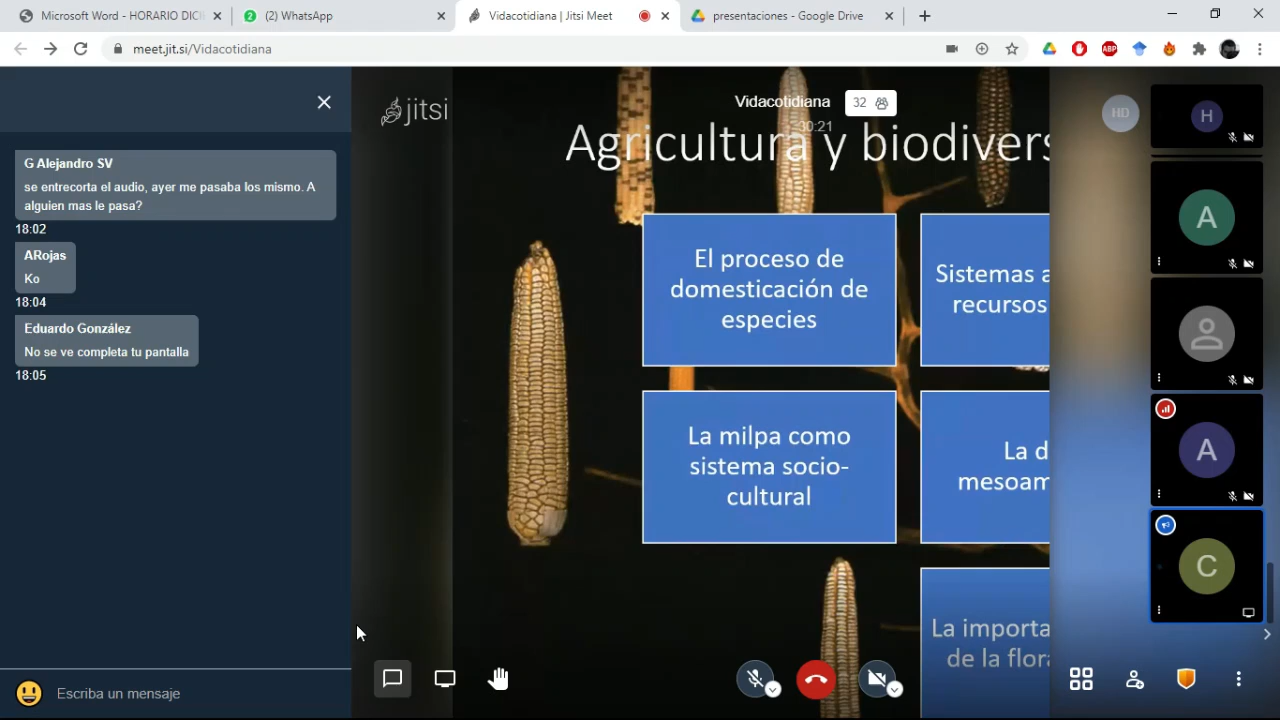 Microsoft Word - HORARIO DICI
(2) WhatsApp
Vidacotidiana | Jitsi Meet
presentaciones - Google Drive
meet.jit.si/Vidacotidiana
ABP
jitsi
Vidacotidiana
32
30:21
HD
Agricultura y biodivers
G Alejandro SV
se entrecorta el audio, ayer me pasaba los mismo. A
alguien mas le pasa?
18:02
ARojas
Ko
18:04
Eduardo González
No se ve completa tu pantalla
18:05
El proceso de
domesticación de
especies
Sistemas a
recursos
La milpa como
sistema socio-
cultural
La d
mesoam
La importa
de la flora
H
A
A
C
Escriba un mensaje